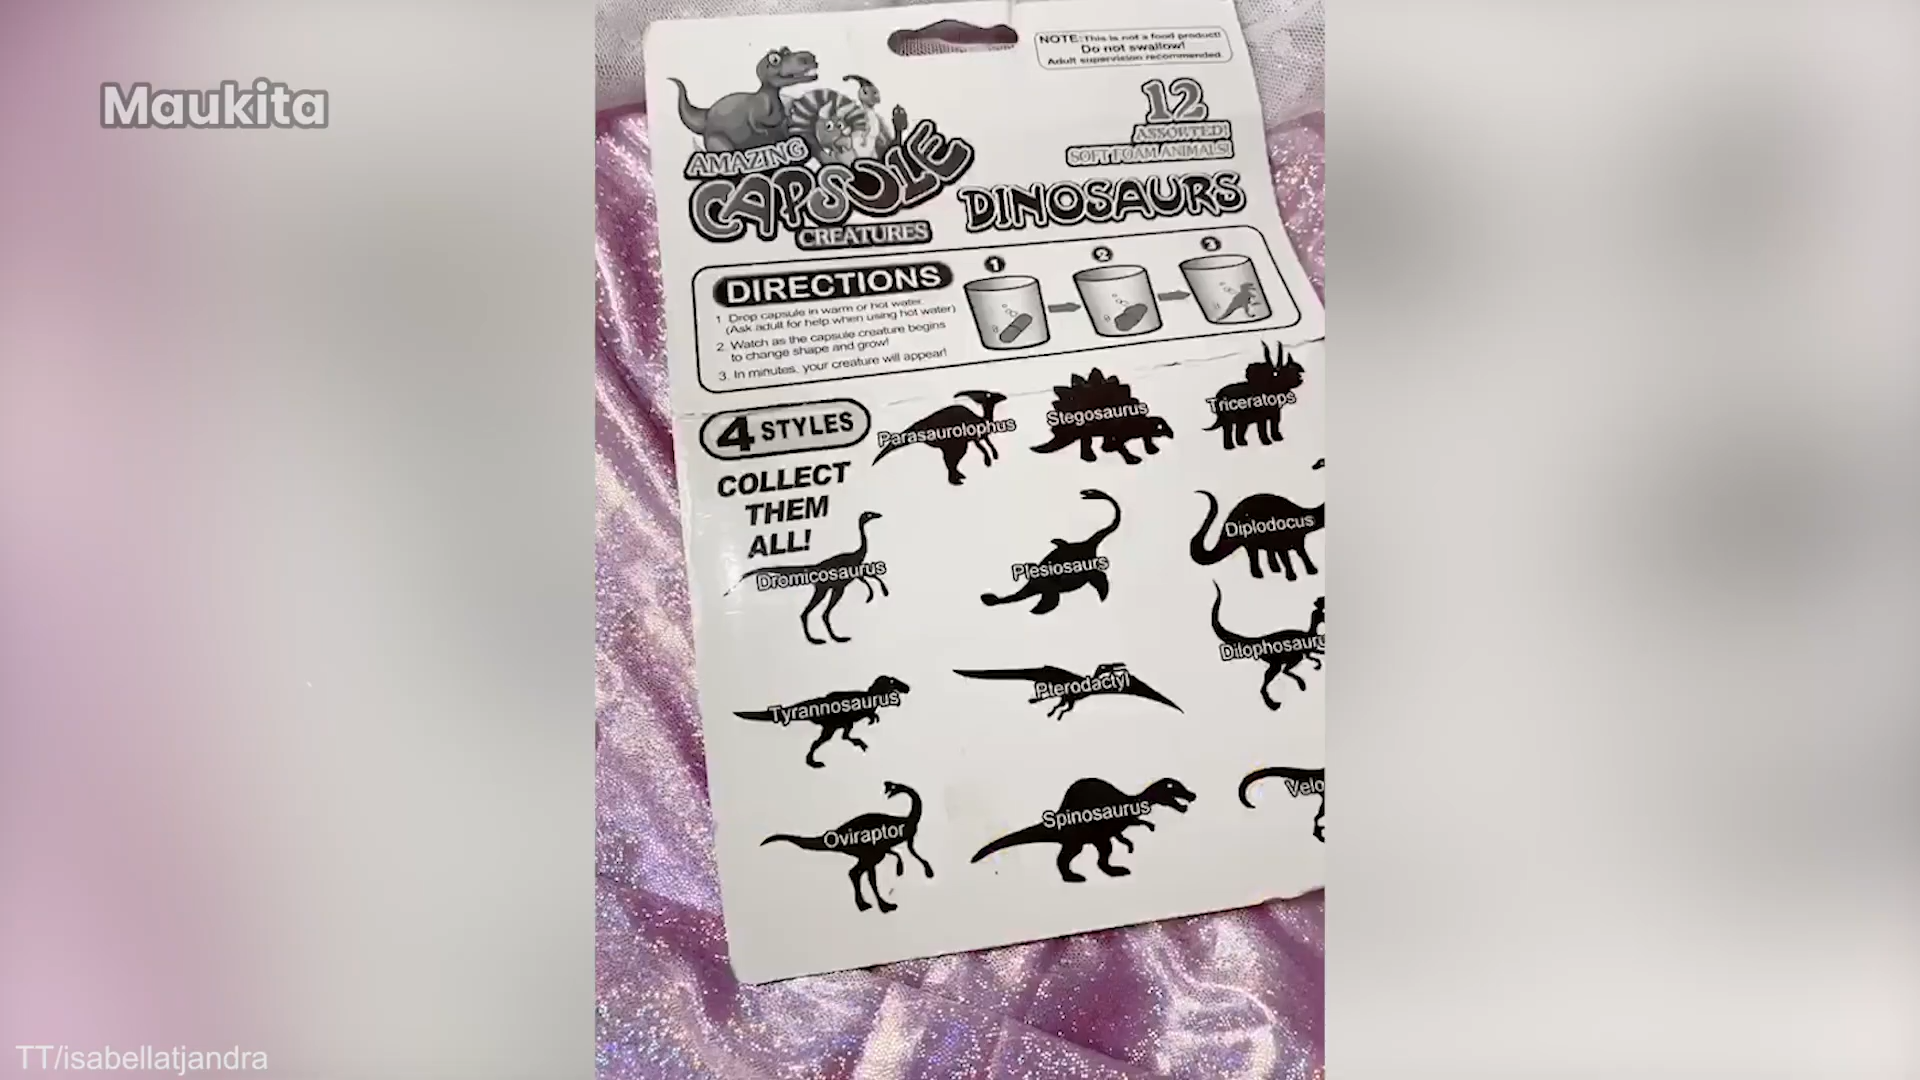 Maukita
NOTE: This is not a food product!
Do not swallow!
Adult supervision recommended.
12
ASSORTED!
SOFT FOAM ANIMALS!
AMAZING
CAPSULE
CREATURES
DINOSAURS
DIRECTIONS
1 Drop capsule in warm or hot water.
(Ask adult for help when using hot water)
2. Watch as the capsule creature begins
to change shape and grow!
3. In minutes, your creature will appear!
1
2
3
4 STYLES
COLLECT
THEM
ALL!
Parasaurolophus
Stegosaurus
Triceratops
Dromicosaurus
Plesiosaurs
Diplodocus
Dilophosauru
Tyrannosaurus
Pterodactyl
Oviraptor
Spinosaurus
Velo
TT/isabellatjandra